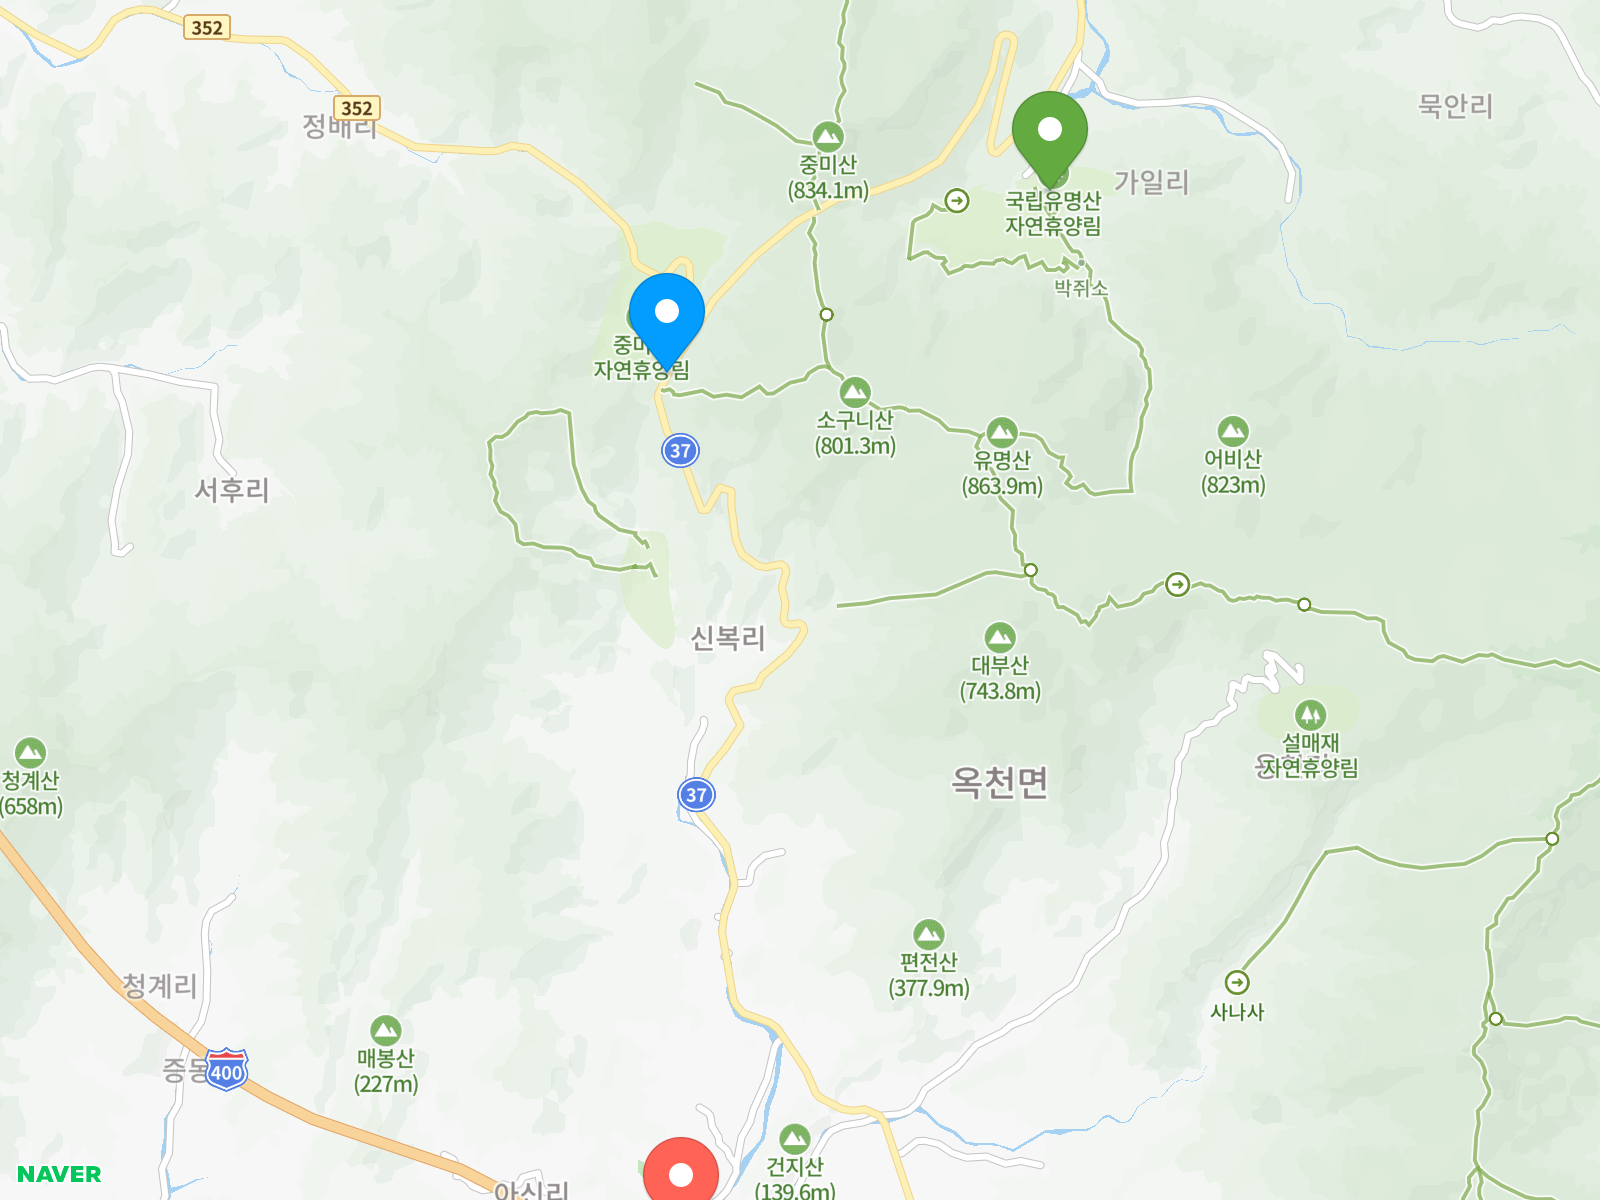 352
352
정배리
묵안리
중미산
(834.1m)
가일리
국립유명산
자연휴양림
박쥐소
자연휴양림
소구니산
(801.3m)
37
유명산
(863.9m)
어비산
(823m)
서후리
신복리
대부산
(743.8m)
설매재
자연휴양림
청계산
(658m)
37
옥천면
편전산
(377.9m)
청계리
사나사
매봉산
(227m)
400
건지산
(139.6m)
아신리
NAVER